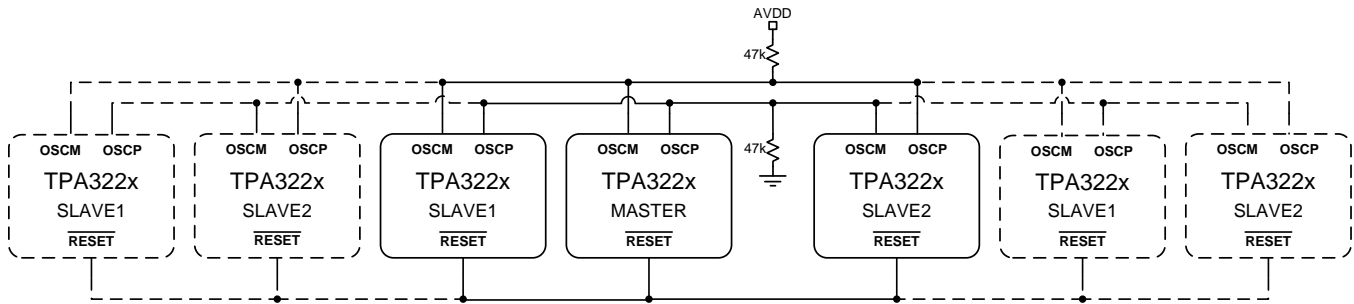 AVDD
47k
47k
OSCM OSCP
TPA322x
SLAVE1
RESET
OSCM OSCP
TPA322x
SLAVE2
RESET
OSCM OSCP
TPA322x
SLAVE1
RESET
OSCM OSCP
TPA322x
MASTER
RESET
OSCM OSCP
TPA322x
SLAVE2
RESET
OSCM OSCP
TPA322x
SLAVE1
RESET
OSCM OSCP
TPA322x
SLAVE2
RESET